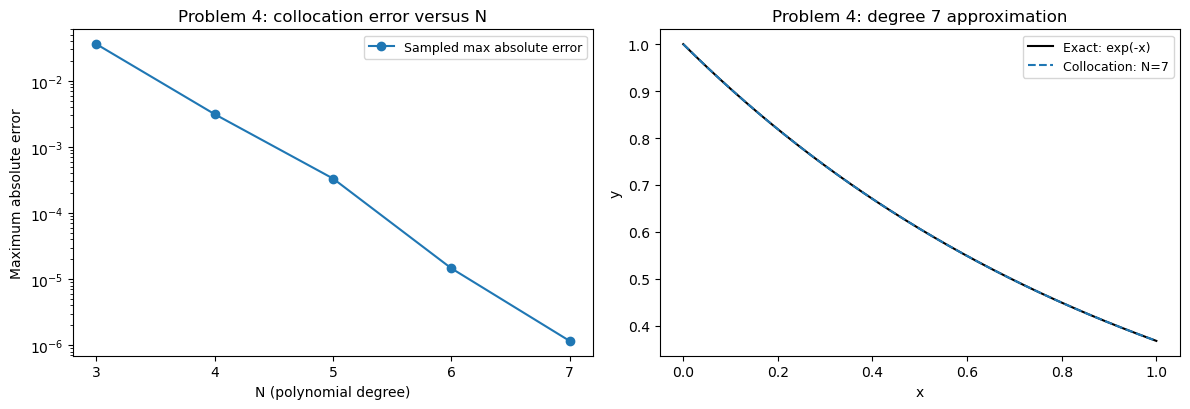 Problem 4: collocation error versus N
Sampled max absolute error
Maximum absolute error
10⁻²
10⁻³
10⁻⁴
10⁻⁵
10⁻⁶
3 4 5 6 7
N (polynomial degree)
Problem 4: degree 7 approximation
Exact: exp(-x)
Collocation: N=7
y
1.0
0.9
0.8
0.7
0.6
0.5
0.4
0.0 0.2 0.4 0.6 0.8 1.0
x